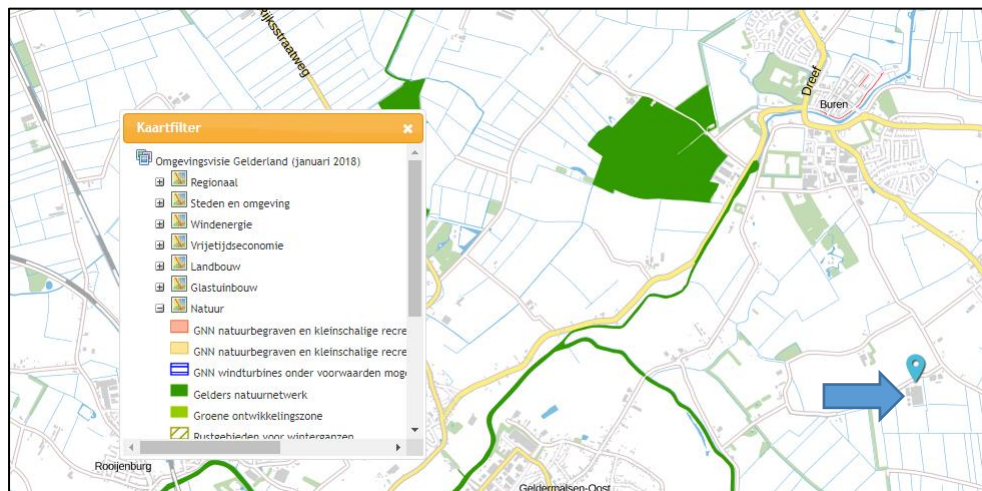 Rijksstraatweg
Dreef
Buren
Kaartfilter
Omgevingsvisie Gelderland (januari 2018)
Regionaal
Steden en omgeving
Windenergie
Vrijetijdseconomie
Landbouw
Glastuinbouw
Natuur
GNN natuurbegraven en kleinschalige recre
GNN natuurbegraven en kleinschalige recre
GNN windturbines onder voorwaarden moge
Gelders natuurnetwerk
Groene ontwikkelingszone
Rustgebieden voor winterganzen
Rooijenburg
Geldermalsen-Oost